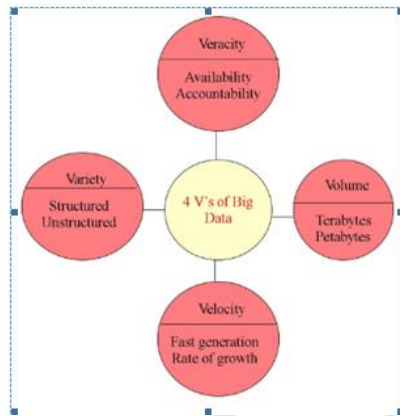 Veracity
Availability
Accountability
Variety
Structured
Unstructured
4 V's of Big
Data
Volume
Terabytes
Petabytes
Velocity
Fast generation
Rate of growth